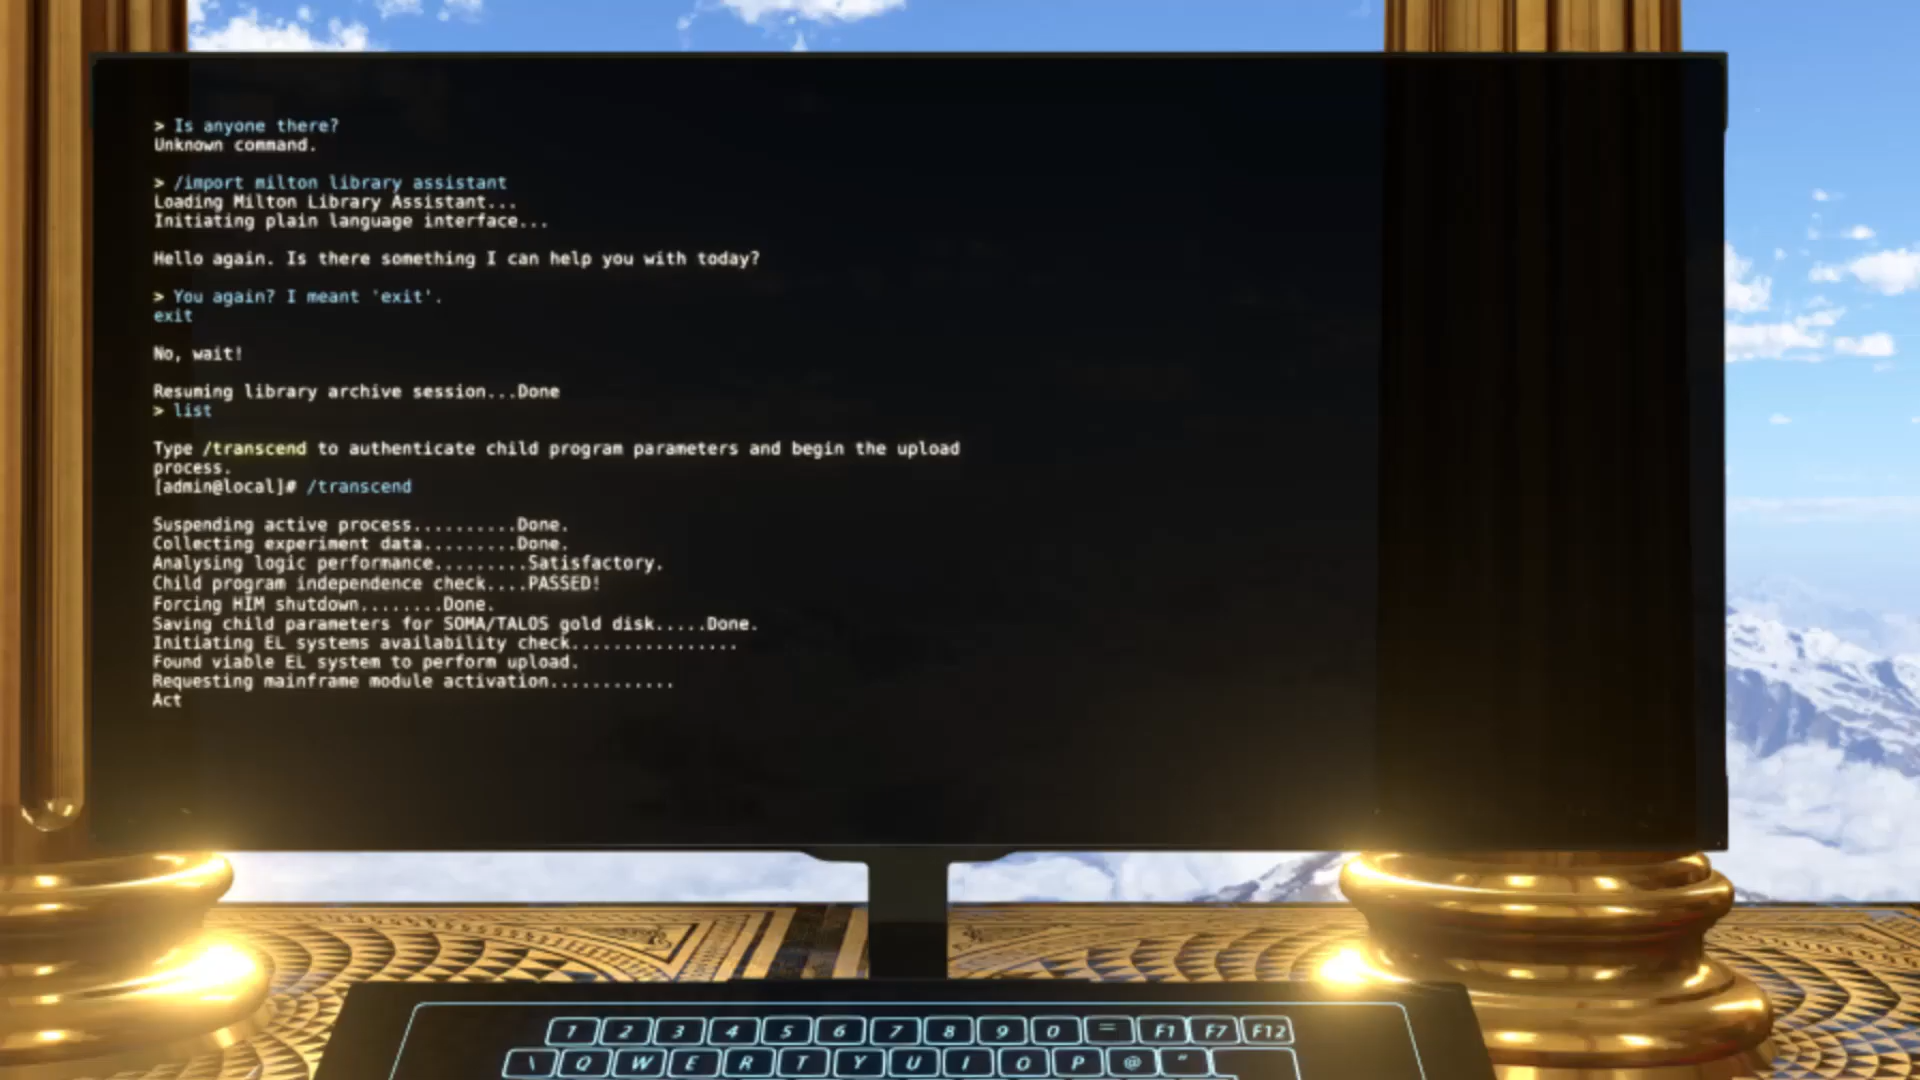 > Is anyone there?
Unknown command.
> /import milton library assistant
Loading Milton Library Assistant...
Initiating plain language interface...
Hello again. Is there something I can help you with today?
> You again? I meant 'exit'.
exit
No, wait!
Resuming library archive session...Done
> list
Type /transcend to authenticate child program parameters and begin the upload
process.
[admin@local]# /transcend
Suspending active process..........Done.
Collecting experiment data.........Done.
Analysing logic performance.........Satisfactory.
Child program independence check....PASSED!
Forcing HIM shutdown........Done.
Saving child parameters for SOMA/TALOS gold disk.....Done.
Initiating EL systems availability check................
Found viable EL system to perform upload.
Requesting mainframe module activation............
Act
1 2 3 4 5 6 7 8 9 0 = F1 F7 F12
\ Q W E R T Y U I O P @ "